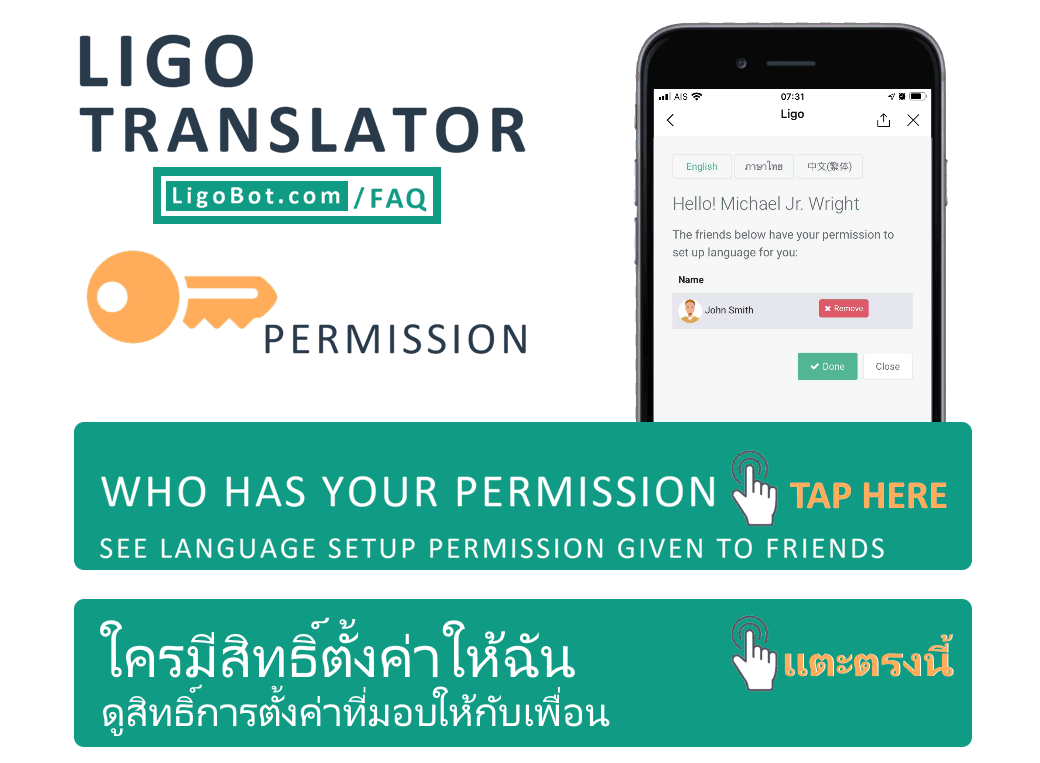 LIGO
TRANSLATOR
LigoBot.com/FAQ
PERMISSION
AIS 07:31
Ligo
English ภาษาไทย 中文(繁体)
Hello! Michael Jr. Wright
The friends below have your permission to
set up language for you:
Name
John Smith Remove
Done Close
WHO HAS YOUR PERMISSION TAP HERE
SEE LANGUAGE SETUP PERMISSION GIVEN TO FRIENDS
ใครมีสิทธิ์ตั้งค่าให้ฉัน แตะตรงนี้
ดูสิทธิ์การตั้งค่าที่มอบให้กับเพื่อน